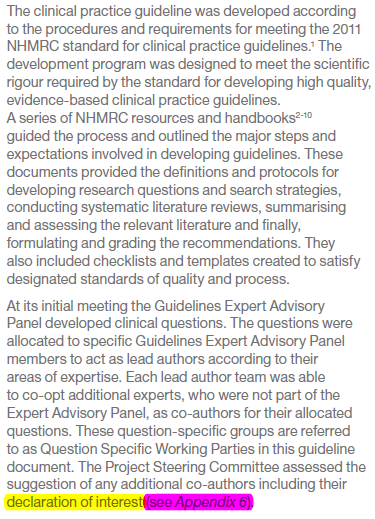 The clinical practice guideline was developed according
to the procedures and requirements for meeting the 2011
NHMRC standard for clinical practice guidelines.¹ The
development program was designed to meet the scientific
rigour required by the standard for developing high quality,
evidence-based clinical practice guidelines.
A series of NHMRC resources and handbooks²⁻¹⁰
guided the process and outlined the major steps and
expectations involved in developing guidelines. These
documents provided the definitions and protocols for
developing research questions and search strategies,
conducting systematic literature reviews, summarising
and assessing the relevant literature and finally,
formulating and grading the recommendations. They
also included checklists and templates created to satisfy
designated standards of quality and process.
At its initial meeting the Guidelines Expert Advisory
Panel developed clinical questions. The questions were
allocated to specific Guidelines Expert Advisory Panel
members to act as lead authors according to their
areas of expertise. Each lead author team was able
to co-opt additional experts, who were not part of the
Expert Advisory Panel, as co-authors for their allocated
questions. These question-specific groups are referred
to as Question Specific Working Parties in this guideline
document. The Project Steering Committee assessed the
suggestion of any additional co-authors including their
declaration of interest (see Appendix 6).